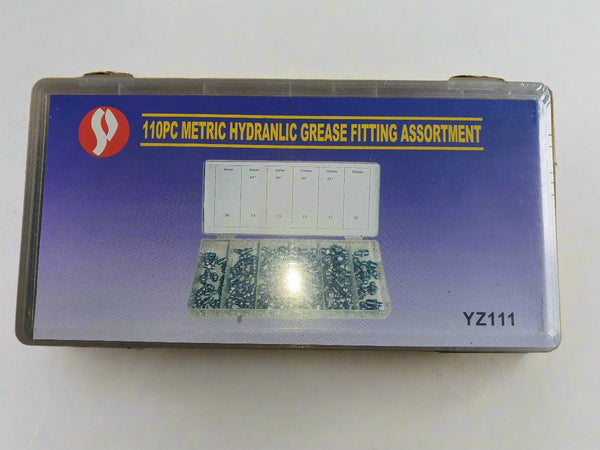 110PC METRIC HYDRANLIC GREASE FITTING ASSORTMENT
YZ111